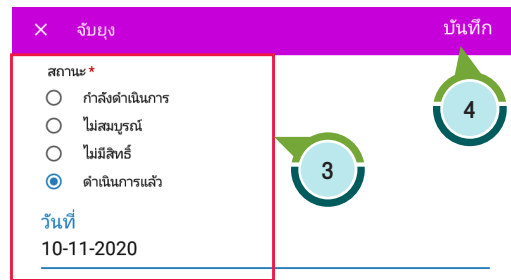 × จับยุง บันทึก
สถานะ *
กำลังดำเนินการ
ไม่สมบูรณ์
ไม่มีสิทธิ์
ดำเนินการแล้ว
วันที่
10-11-2020
3
4